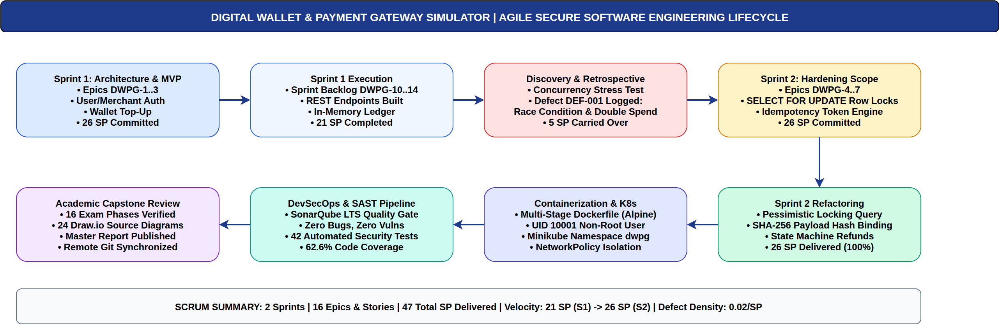 DIGITAL WALLET & PAYMENT GATEWAY SIMULATOR | AGILE SECURE SOFTWARE ENGINEERING LIFECYCLE
Sprint 1: Architecture & MVP
• Epics DWPG-1..3
• User/Merchant Auth
• Wallet Top-Up
• 26 SP Committed
Sprint 1 Execution
• Sprint Backlog DWPG-10..14
• REST Endpoints Built
• In-Memory Ledger
• 21 SP Completed
Discovery & Retrospective
• Concurrency Stress Test
• Defect DEF-001 Logged:
Race Condition & Double Spend
• 5 SP Carried Over
Sprint 2: Hardening Scope
• Epics DWPG-4..7
• SELECT FOR UPDATE Row Locks
• Idempotency Token Engine
• 26 SP Committed
Sprint 2 Refactoring
• Pessimistic Locking Query
• SHA-256 Payload Hash Binding
• State Machine Refunds
• 26 SP Delivered (100%)
Containerization & K8s
• Multi-Stage Dockerfile (Alpine)
• UID 10001 Non-Root User
• Minikube Namespace dwpg
• NetworkPolicy Isolation
DevSecOps & SAST Pipeline
• SonarQube LTS Quality Gate
• Zero Bugs, Zero Vulns
• 42 Automated Security Tests
• 62.6% Code Coverage
Academic Capstone Review
• 16 Exam Phases Verified
• 24 Draw.io Source Diagrams
• Master Report Published
• Remote Git Synchronized
SCRUM SUMMARY: 2 Sprints | 16 Epics & Stories | 47 Total SP Delivered | Velocity: 21 SP (S1) -> 26 SP (S2) | Defect Density: 0.02/SP